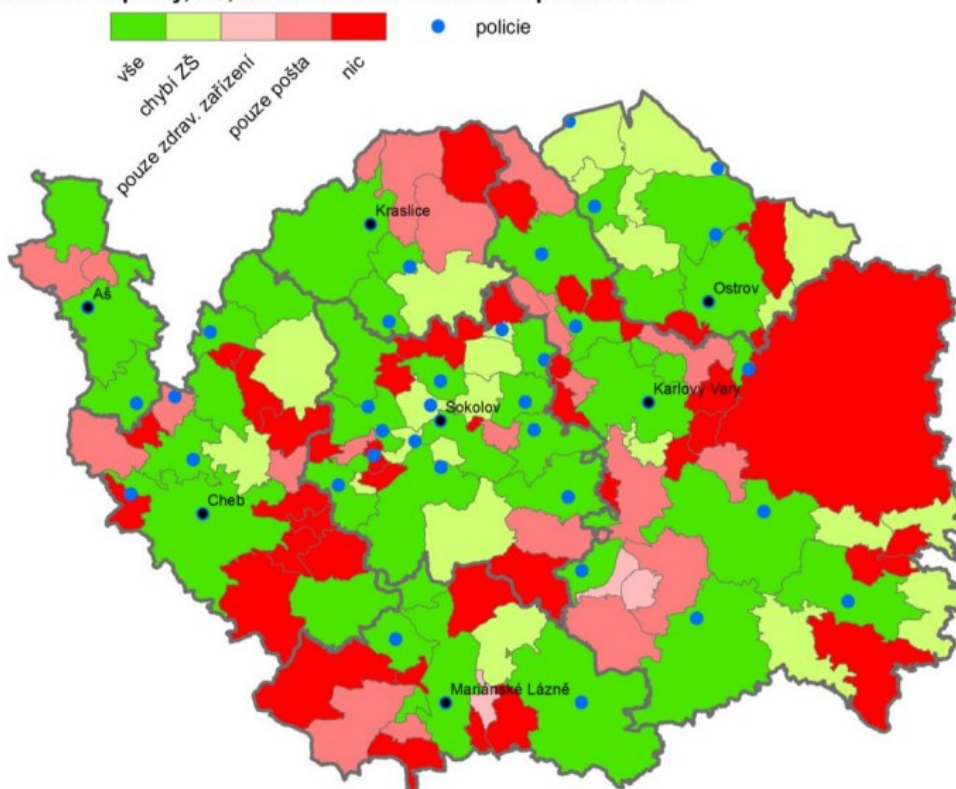 policie
vše
chybí ZŠ
pouze zdrav. zařízení
pouze pošta
nic
Kraslice
Aš
Ostrov
Karlovy Vary
Sokolov
Cheb
Mariánské Lázně